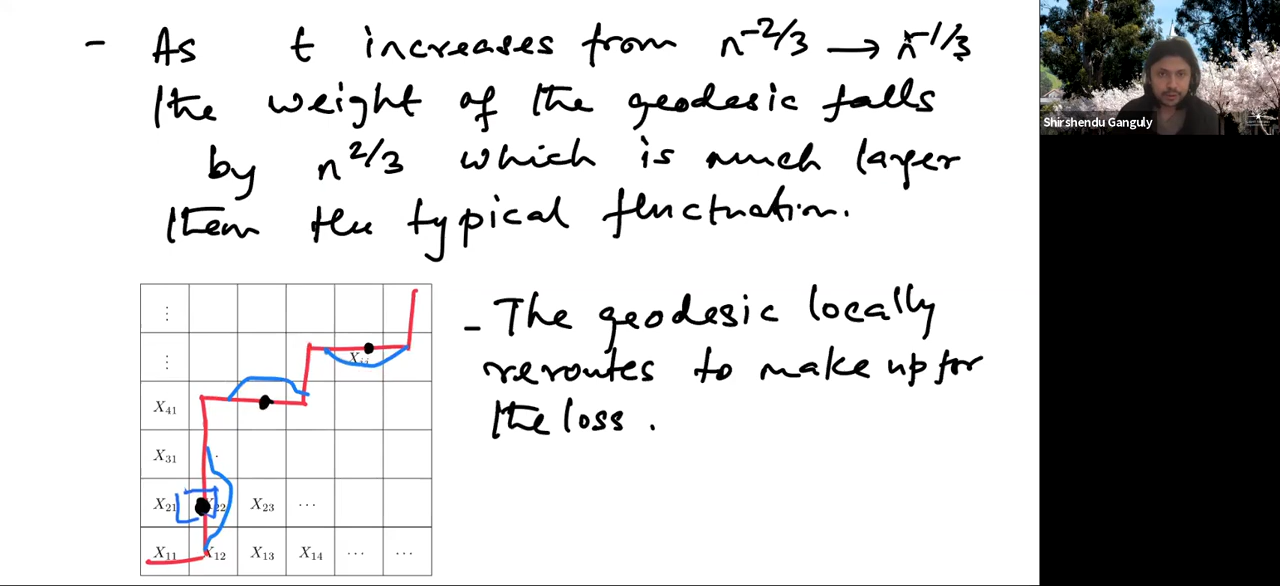 - As t increases from n^{-2/3} → n^{-1/3}
the weight of the geodesic falls
by n^{2/3} which is much larger
than the typical fluctuation.
Shirshendu Ganguly
- The geodesic locally
reroutes to make up for
the loss.
⋮
⋮
X₄₁
X₃₁
X₂₁ X₂₂ X₂₃ ⋯
X₁₁ X₁₂ X₁₃ X₁₄ ⋯ ⋯